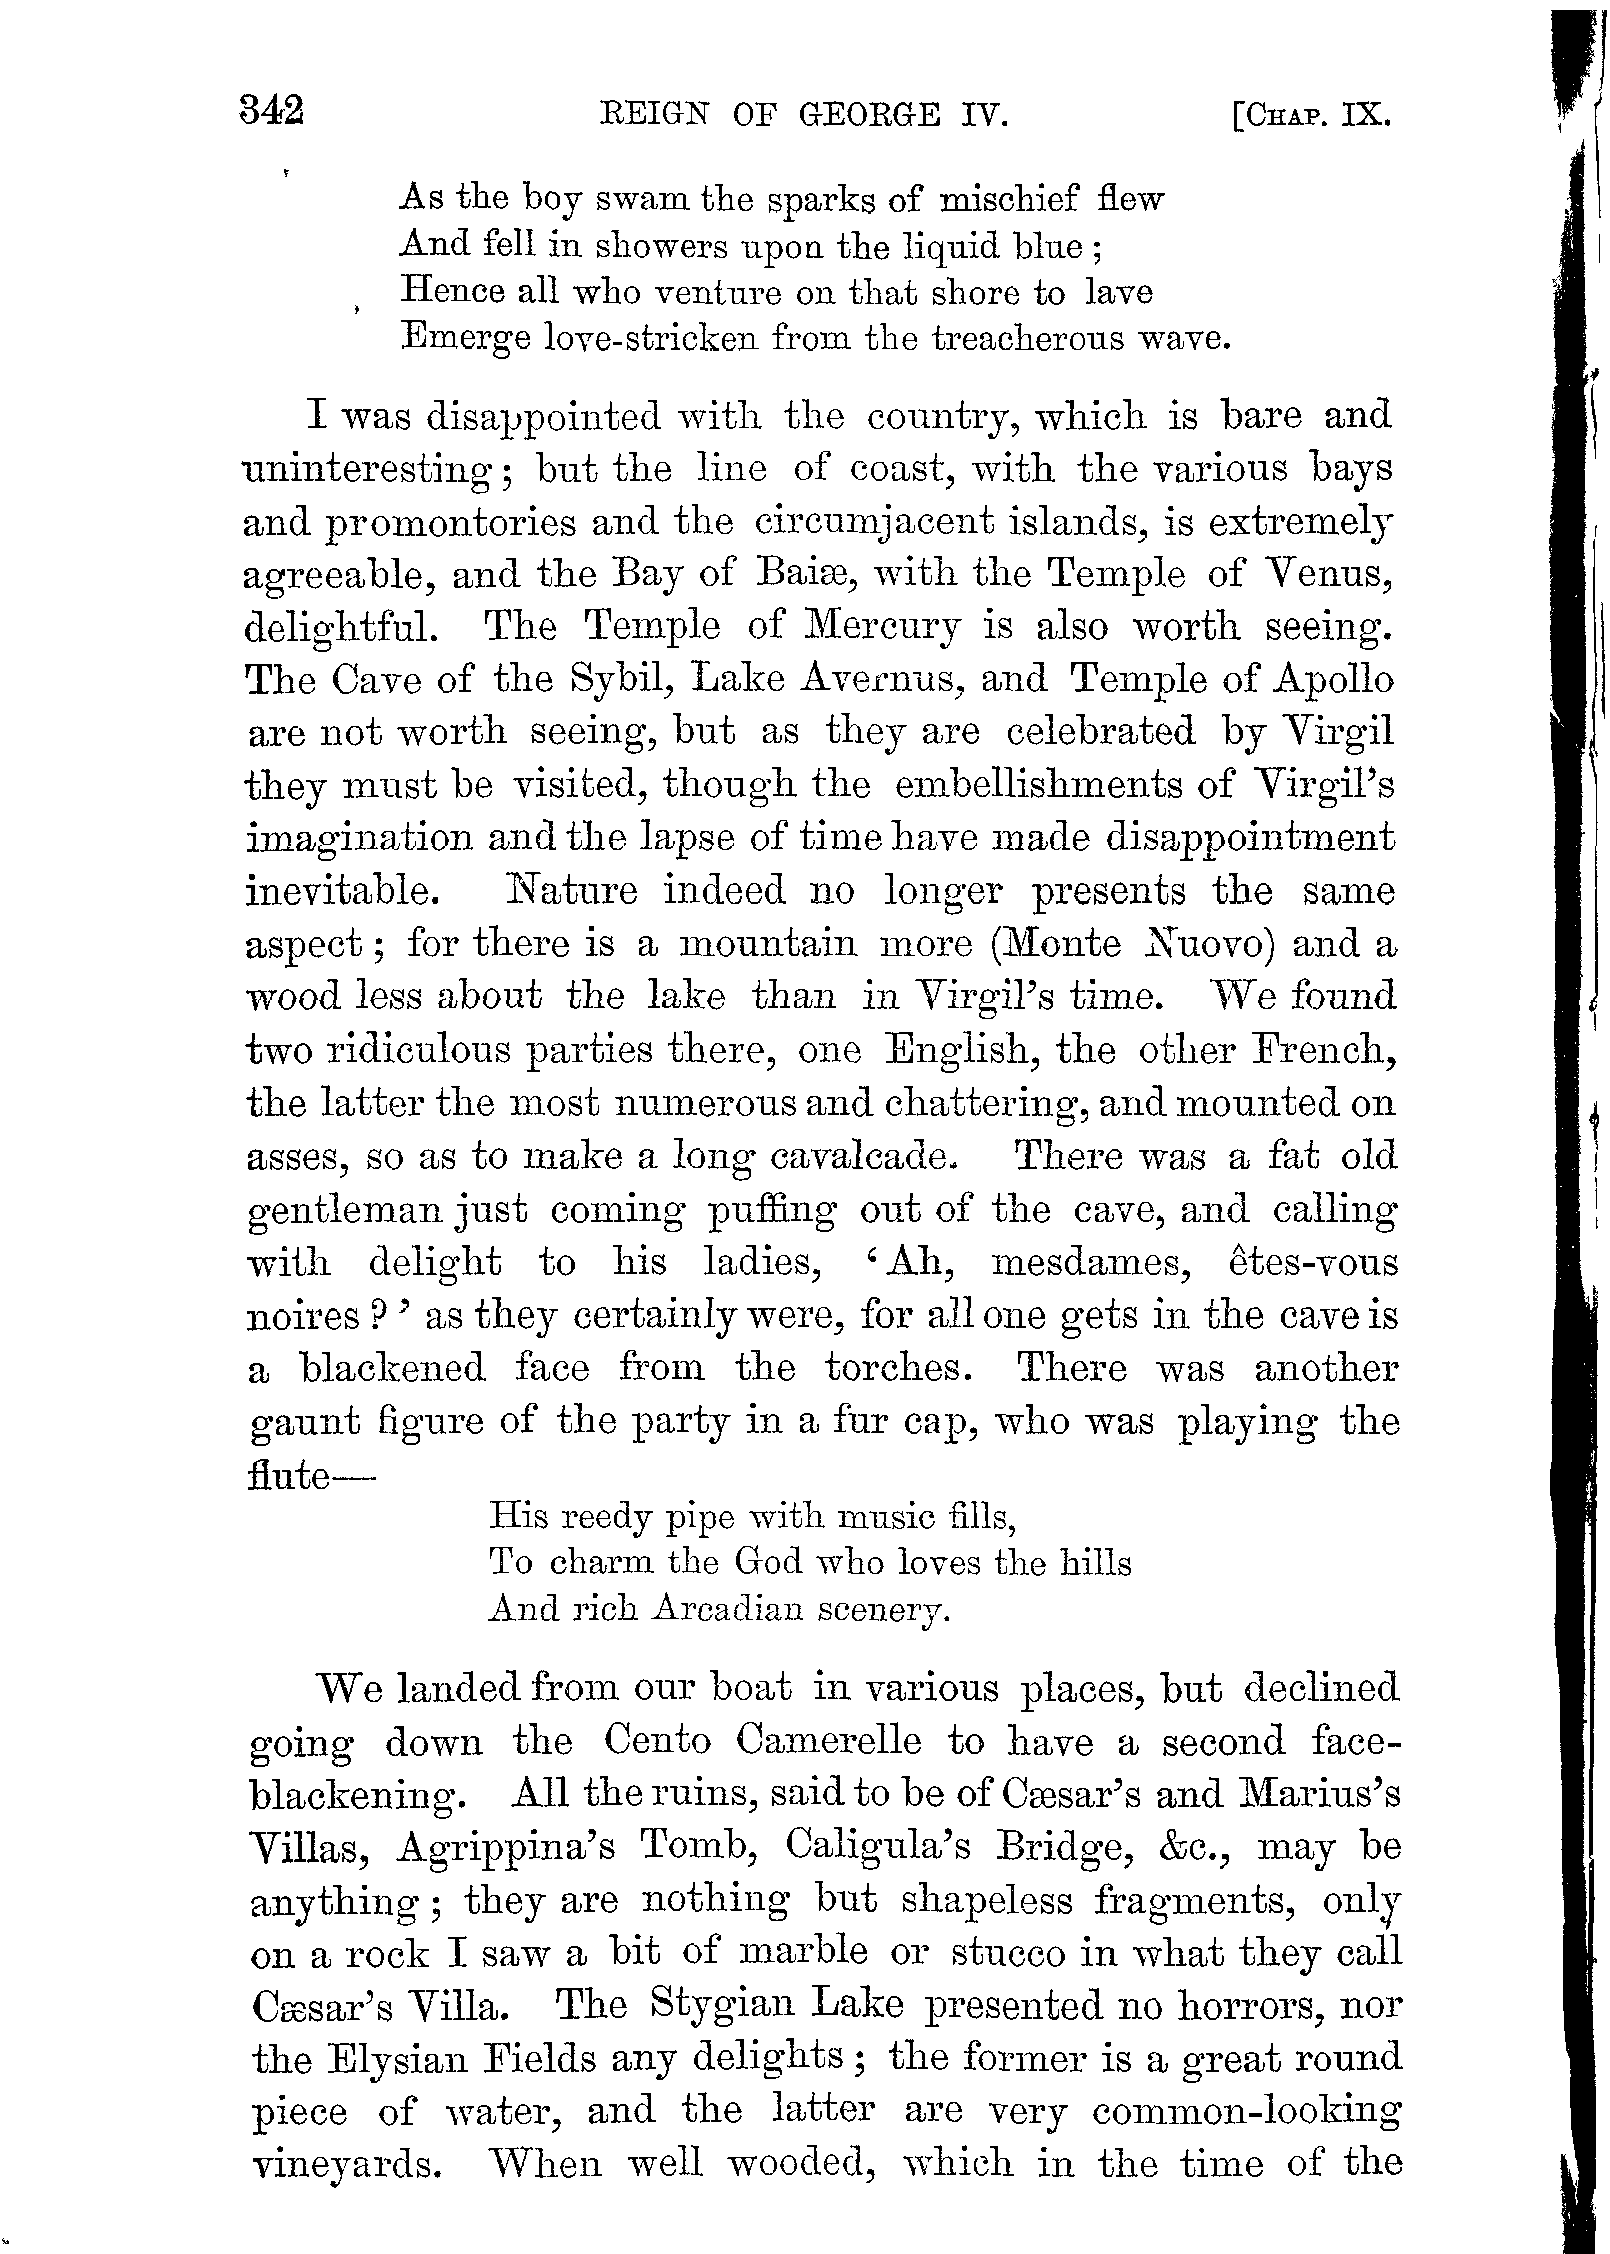 342 REIGN OF GEORGE IV. [CHAP. IX.
As the boy swam the sparks of mischief flew
And fell in showers upon the liquid blue ;
Hence all who venture on that shore to lave
Emerge love-stricken from the treacherous wave.
I was disappointed with the country, which is bare and
uninteresting ; but the line of coast, with the various bays
and promontories and the circumjacent islands, is extremely
agreeable, and the Bay of Baiæ, with the Temple of Venus,
delightful. The Temple of Mercury is also worth seeing.
The Cave of the Sybil, Lake Avernus, and Temple of Apollo
are not worth seeing, but as they are celebrated by Virgil
they must be visited, though the embellishments of Virgil's
imagination and the lapse of time have made disappointment
inevitable. Nature indeed no longer presents the same
aspect ; for there is a mountain more (Monte Nuovo) and a
wood less about the lake than in Virgil's time. We found
two ridiculous parties there, one English, the other French,
the latter the most numerous and chattering, and mounted on
asses, so as to make a long cavalcade. There was a fat old
gentleman just coming puffing out of the cave, and calling
with delight to his ladies, ‘ Ah, mesdames, êtes-vous
noires ? ’ as they certainly were, for all one gets in the cave is
a blackened face from the torches. There was another
gaunt figure of the party in a fur cap, who was playing the
flute—
His reedy pipe with music fills,
To charm the God who loves the hills
And rich Arcadian scenery.
We landed from our boat in various places, but declined
going down the Cento Camerelle to have a second face-
blackening. All the ruins, said to be of Cæsar's and Marius's
Villas, Agrippina's Tomb, Caligula's Bridge, &c., may be
anything ; they are nothing but shapeless fragments, only
on a rock I saw a bit of marble or stucco in what they call
Cæsar's Villa. The Stygian Lake presented no horrors, nor
the Elysian Fields any delights ; the former is a great round
piece of water, and the latter are very common-looking
vineyards. When well wooded, which in the time of the